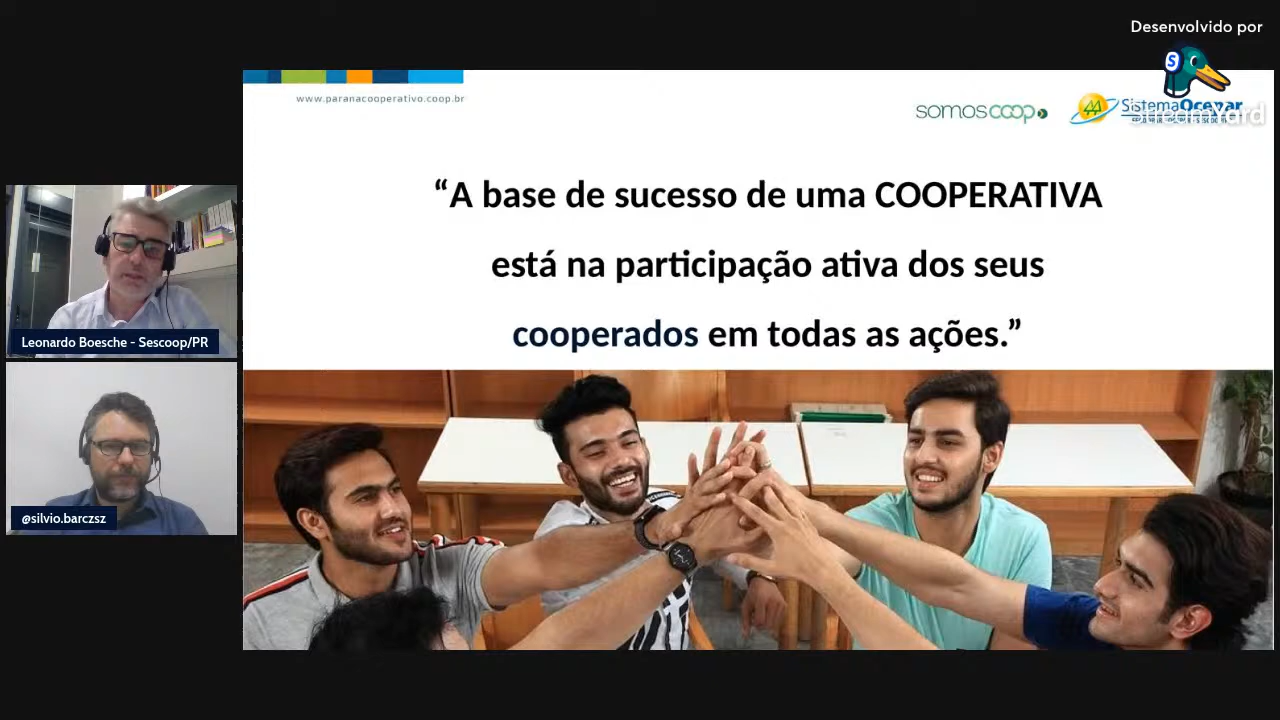 Desenvolvido por
StreamYard
www.paranacooperativo.coop.br
somoscoop
SistemaOcepar
“A base de sucesso de uma COOPERATIVA
está na participação ativa dos seus
cooperados em todas as ações.”
Leonardo Boesche - Sescoop/PR
@silvio.barczsz